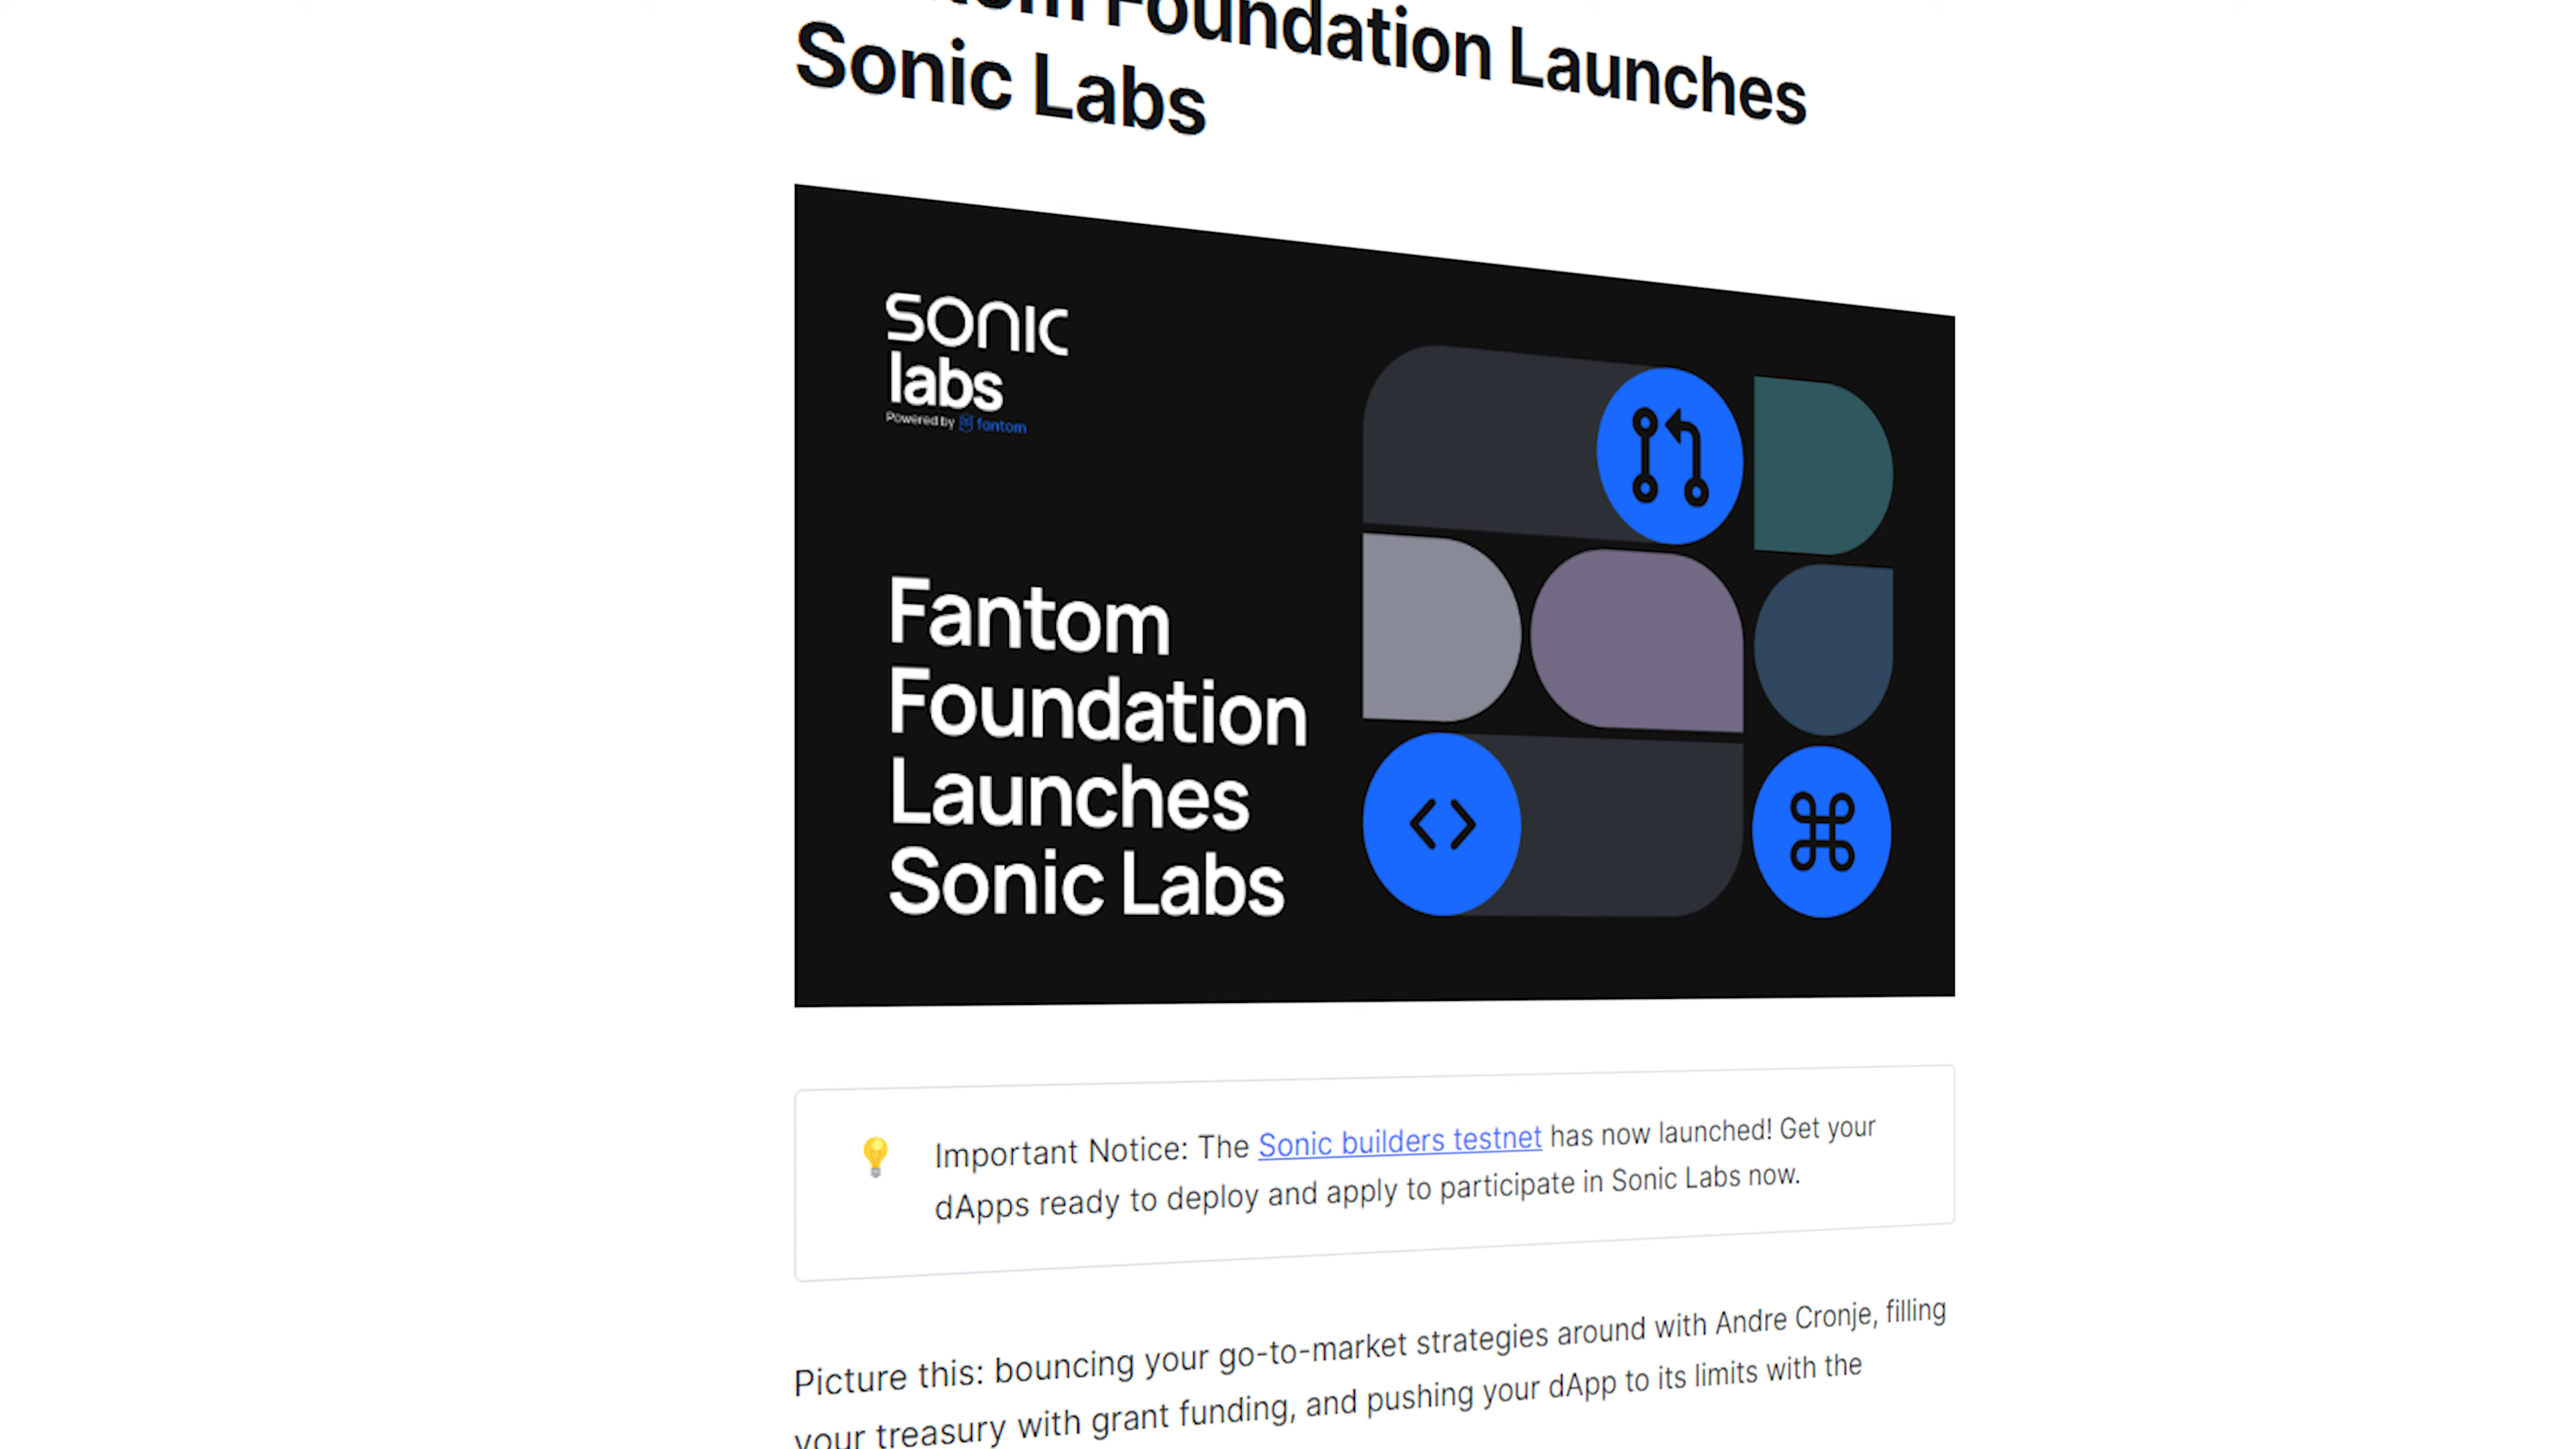 Foundation Launches
Sonic Labs
SONIC
labs
Powered by fantom
Fantom
Foundation
Launches
Sonic Labs
Important Notice: The Sonic builders testnet has now launched! Get your
dApps ready to deploy and apply to participate in Sonic Labs now.
Picture this: bouncing your go-to-market strategies around with Andre Cronje, filling
your treasury with grant funding, and pushing your dApp to its limits with the